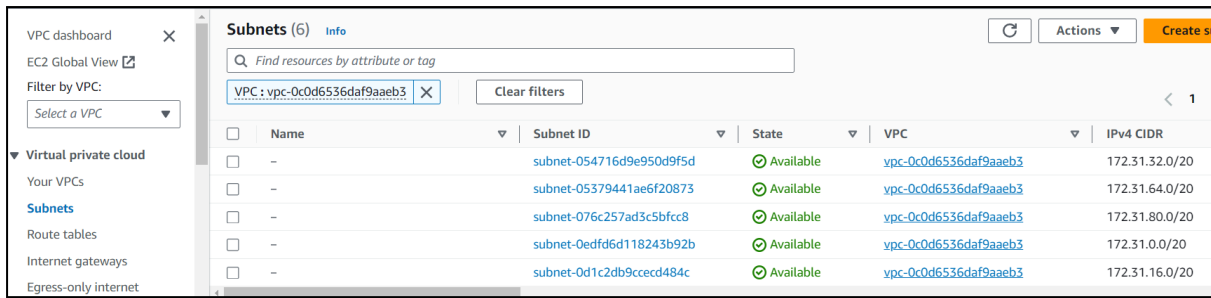 VPC dashboard
EC2 Global View
Filter by VPC:
Select a VPC
Virtual private cloud
Your VPCs
Subnets
Route tables
Internet gateways
Egress-only internet
Subnets (6) Info
Actions
Create s
Find resources by attribute or tag
VPC : vpc-0c0d6536daf9aaeb3
Clear filters
1
Name Subnet ID State VPC IPv4 CIDR
– subnet-054716d9e950d9f5d Available vpc-0c0d6536daf9aaeb3 172.31.32.0/20
– subnet-05379441ae6f20873 Available vpc-0c0d6536daf9aaeb3 172.31.64.0/20
– subnet-076c257ad3c5bfcc8 Available vpc-0c0d6536daf9aaeb3 172.31.80.0/20
– subnet-0edfd6d118243b92b Available vpc-0c0d6536daf9aaeb3 172.31.0.0/20
– subnet-0d1c2db9ccecd484c Available vpc-0c0d6536daf9aaeb3 172.31.16.0/20